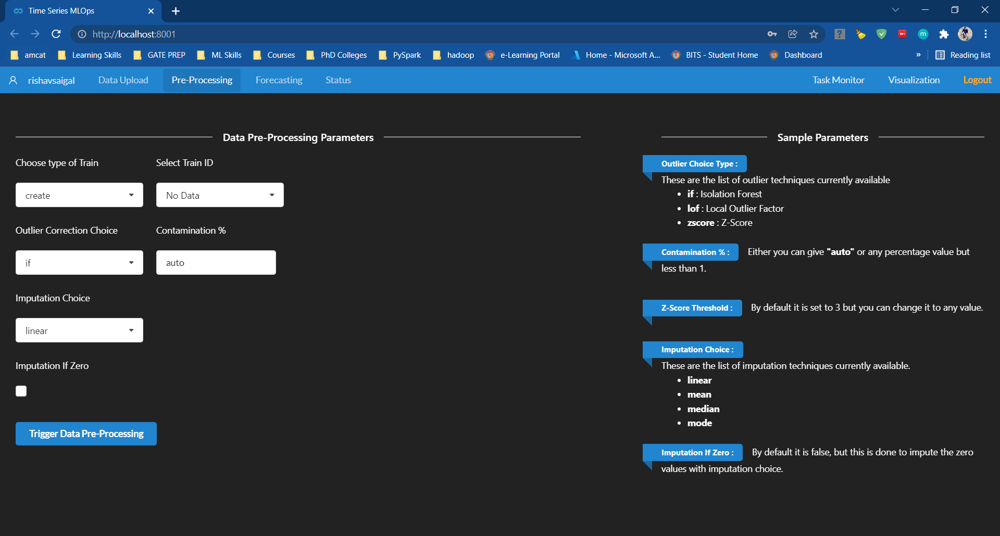 Time Series MLOps
http://localhost:8001
amcat Learning Skills GATE PREP ML Skills Courses PhD Colleges PySpark hadoop e-Learning Portal Home - Microsoft A... BITS - Student Home Dashboard » Reading list
rishavsaigal Data Upload Pre-Processing Forecasting Status Task Monitor Visualization Logout
Data Pre-Processing Parameters
Choose type of Train Select Train ID
create No Data
Outlier Correction Choice Contamination %
if auto
Imputation Choice
linear
Imputation If Zero
Trigger Data Pre-Processing
Sample Parameters
Outlier Choice Type :
These are the list of outlier techniques currently available
• if : Isolation Forest
• lof : Local Outlier Factor
• zscore : Z-Score
Contamination % : Either you can give "auto" or any percentage value but
less than 1.
Z-Score Threshold : By default it is set to 3 but you can change it to any value.
Imputation Choice :
These are the list of imputation techniques currently available.
• linear
• mean
• median
• mode
Imputation If Zero : By default it is false, but this is done to impute the zero
values with imputation choice.